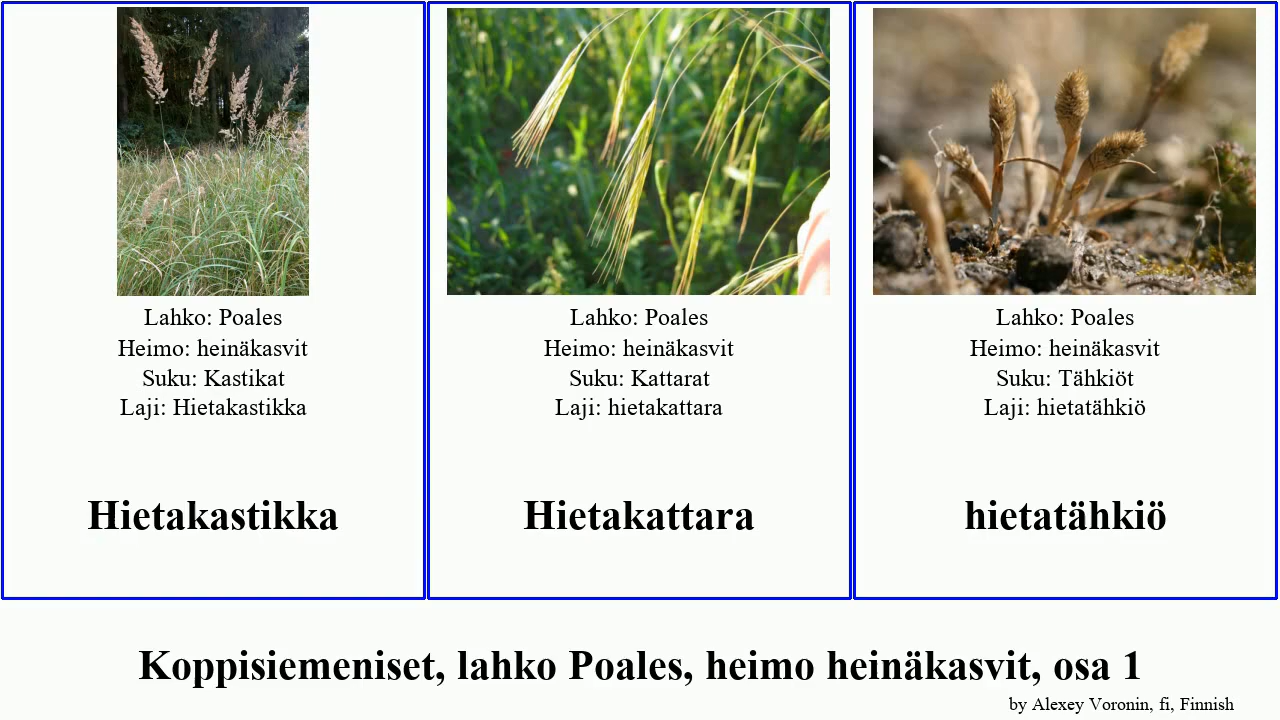 Lahko: Poales
Heimo: heinäkasvit
Suku: Kastikat
Laji: Hietakastikka
Hietakastikka
Lahko: Poales
Heimo: heinäkasvit
Suku: Kattarat
Laji: hietakattara
Hietakattara
Lahko: Poales
Heimo: heinäkasvit
Suku: Tähkiöt
Laji: hietatähkiö
hietatähkiö
Koppisiemeniset, lahko Poales, heimo heinäkasvit, osa 1
by Alexey Voronin, fi, Finnish